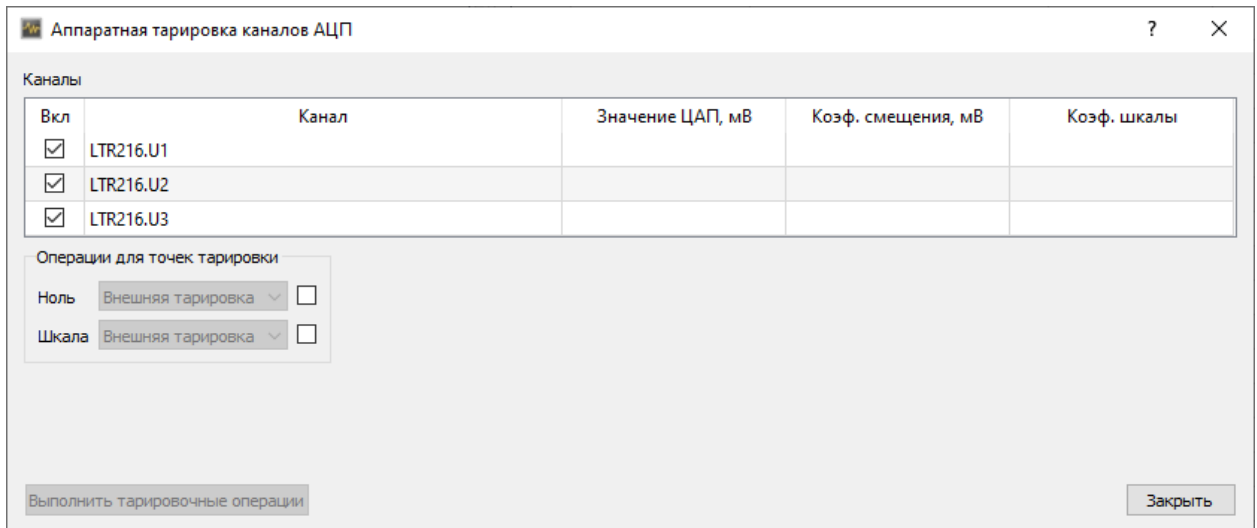 Аппаратная тарировка каналов АЦП ?
Каналы
Вкл Канал Значение ЦАП, мВ Коэф. смещения, мВ Коэф. шкалы
LTR216.U1
LTR216.U2
LTR216.U3
Операции для точек тарировки
Ноль Внешняя тарировка
Шкала Внешняя тарировка
Выполнить тарировочные операции Закрыть